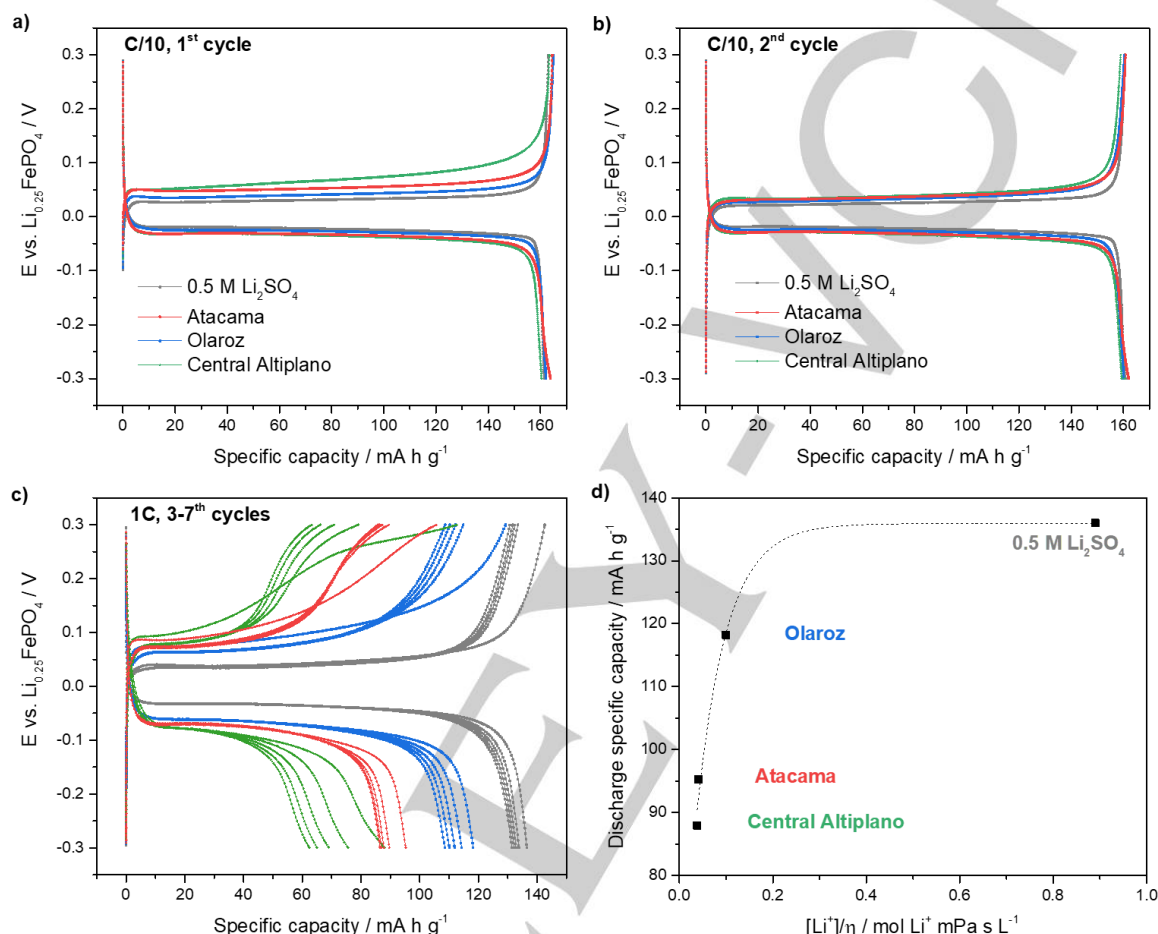 a)
C/10, 1st cycle
E vs. Li0.25FePO4 / V
0.3
0.2
0.1
0.0
-0.1
-0.2
-0.3
0.5 M Li2SO4
Atacama
Olaroz
Central Altiplano
0 20 40 60 80 100 120 140 160
Specific capacity / mA h g-1
b)
C/10, 2nd cycle
E vs. Li0.25FePO4 / V
0.3
0.2
0.1
0.0
-0.1
-0.2
-0.3
0.5 M Li2SO4
Atacama
Olaroz
Central Altiplano
0 20 40 60 80 100 120 140 160
Specific capacity / mA h g-1
c)
1C, 3-7th cycles
E vs. Li0.25FePO4 / V
0.3
0.2
0.1
0.0
-0.1
-0.2
-0.3
0 20 40 60 80 100 120 140
Specific capacity / mA h g-1
d)
Discharge specific capacity / mA h g-1
140
130
120
110
100
90
80
0.5 M Li2SO4
Olaroz
Atacama
Central Altiplano
0.0 0.2 0.4 0.6 0.8 1.0
[Li+]/η / mol Li+ mPa s L-1